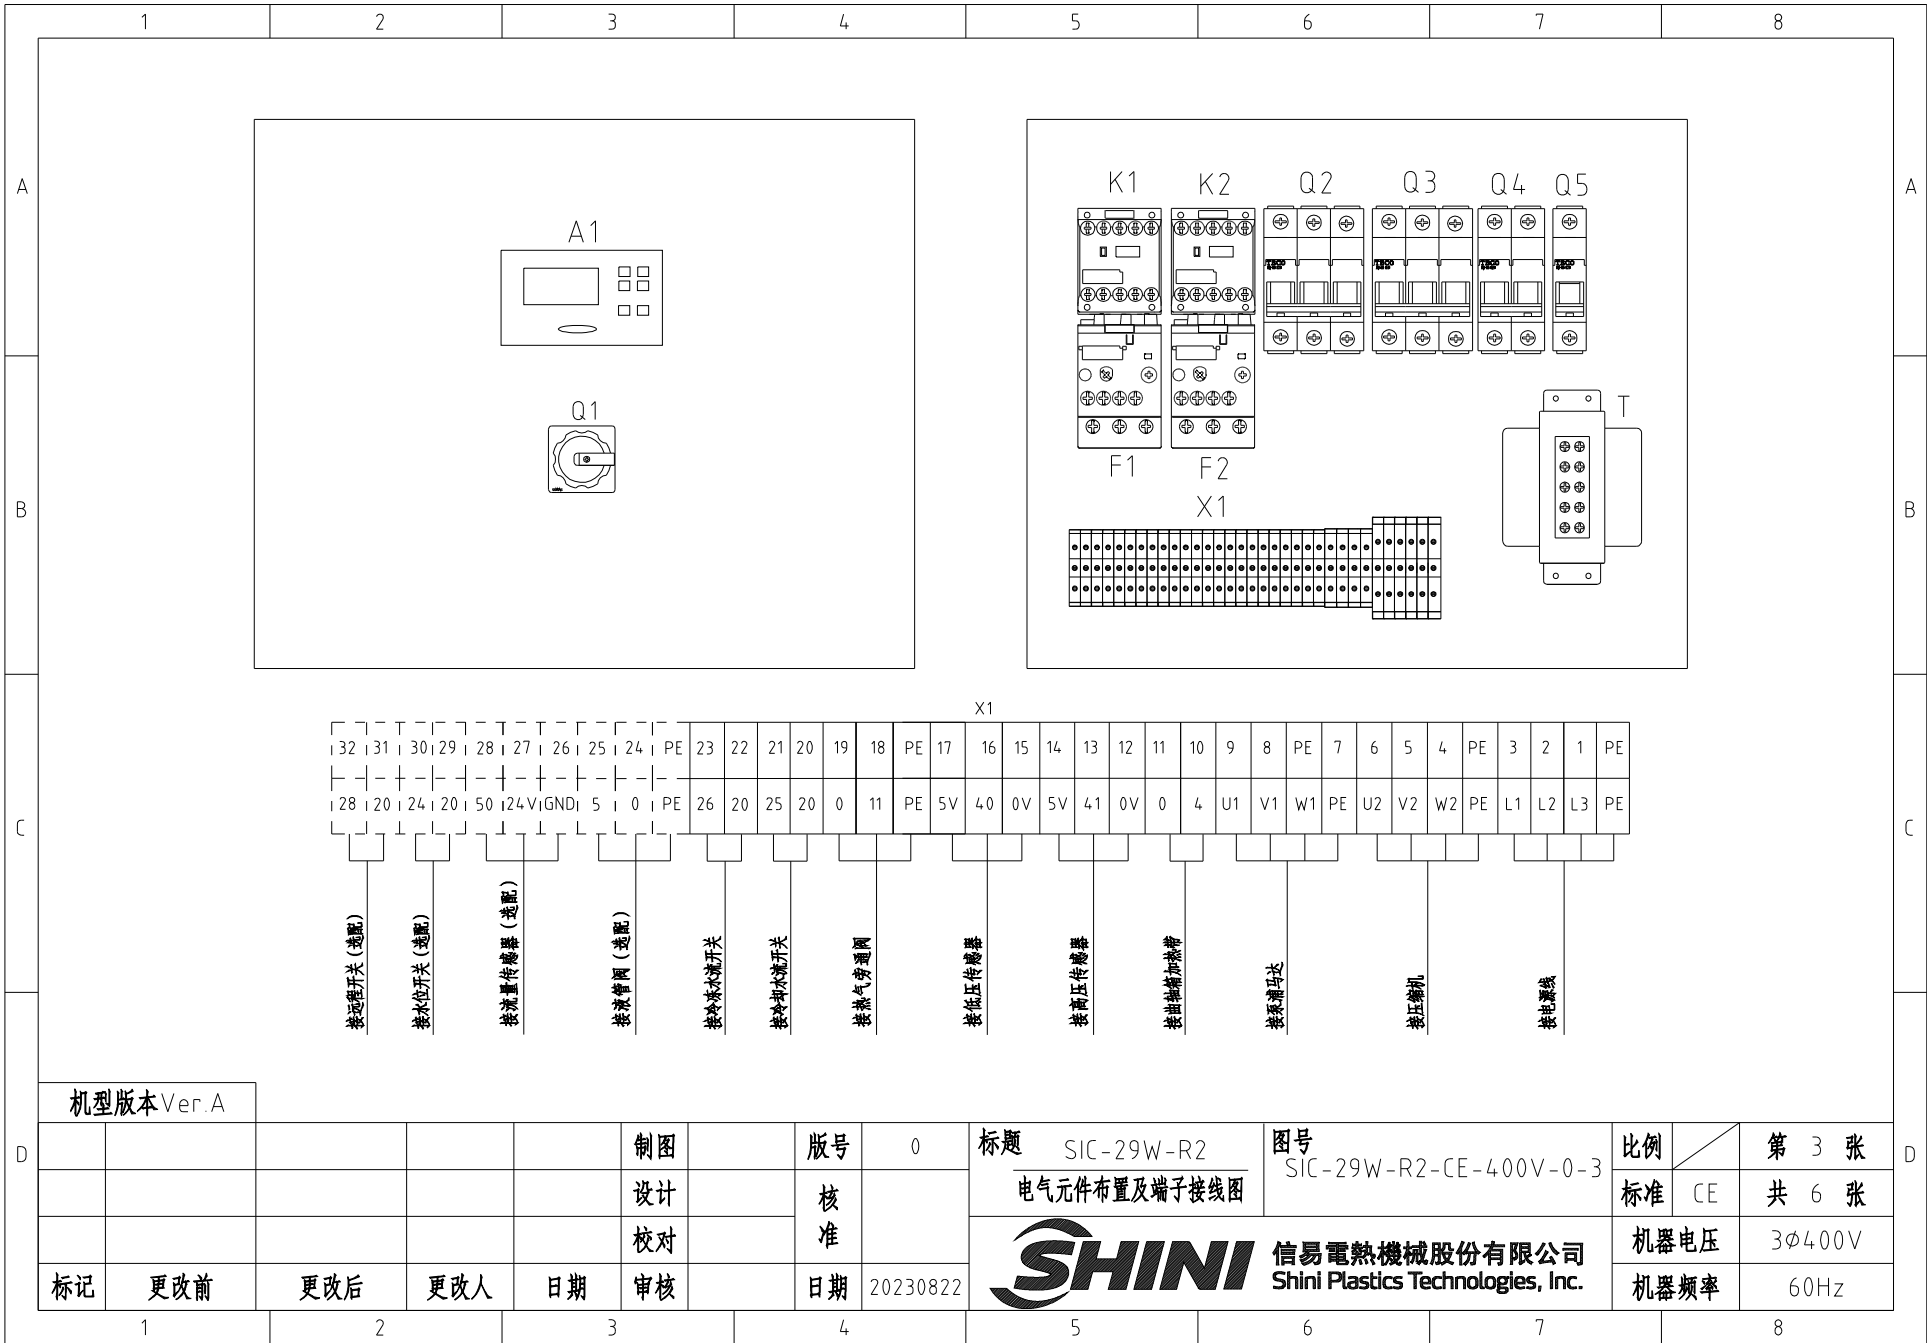 1 2 3 4 5 6 7 8
A A
K1 K2 Q2 Q3 Q4 Q5
A1
T
Q1
F1 F2
B X1 B
X1
32 31 30 29 28 27 26 25 24 PE 23 22 21 20 19 18 PE 17 16 15 14 13 12 11 10 9 8 PE 7 6 5 4 PE 3 2 1 PE
28 20 24 20 50 24V GND 5 0 PE 26 20 25 20 0 11 PE 5V 40 0V 5V 41 0V 0 4 U1 V1 W1 PE U2 V2 W2 PE L1 L2 L3 PE
C C
接远程开关(选配)
接水位开关(选配)
接流量传感器(选配)
接液管阀(选配)
接冷冻水流开关
接冷却水流开关
接热气旁通阀
接低压传感器
接高压传感器
接曲轴箱加热带
接泵浦马达
接压缩机
接电源线
机型版本Ver.A
D D
制图 版号 0 标题 SIC-29W-R2 图号 SIC-29W-R2-CE-400V-0-3 比例 第 3 张
设计 核准 电气元件布置及端子接线图 标准 CE 共 6 张
校对 SHINI 信易電熱機械股份有限公司 机器电压 3Φ400V
标记 更改前 更改后 更改人 日期 审核 日期 20230822 Shini Plastics Technologies, Inc. 机器频率 60Hz
1 2 3 4 5 6 7 8